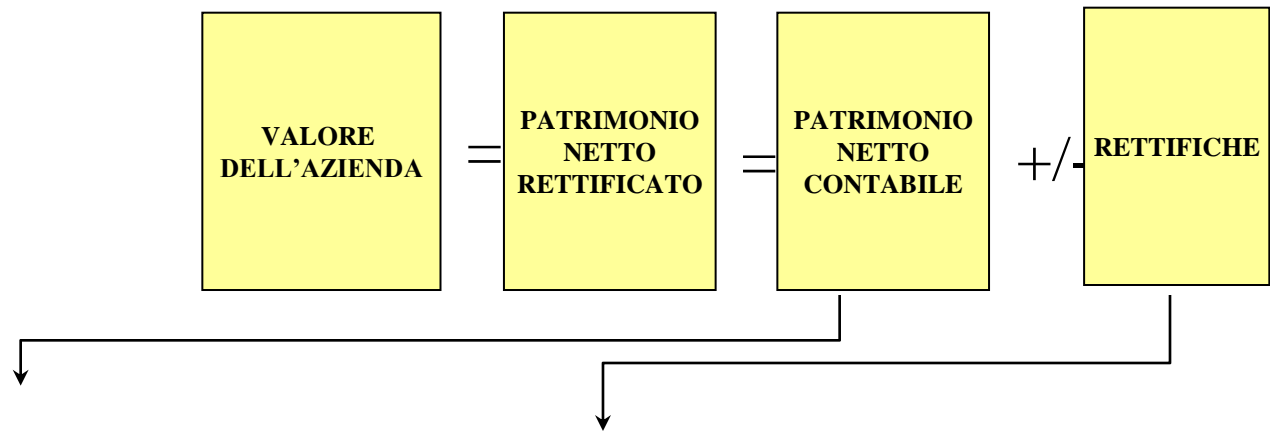 VALORE
DELL’AZIENDA
=
PATRIMONIO
NETTO
RETTIFICATO
=
PATRIMONIO
NETTO
CONTABILE
+/-
RETTIFICHE